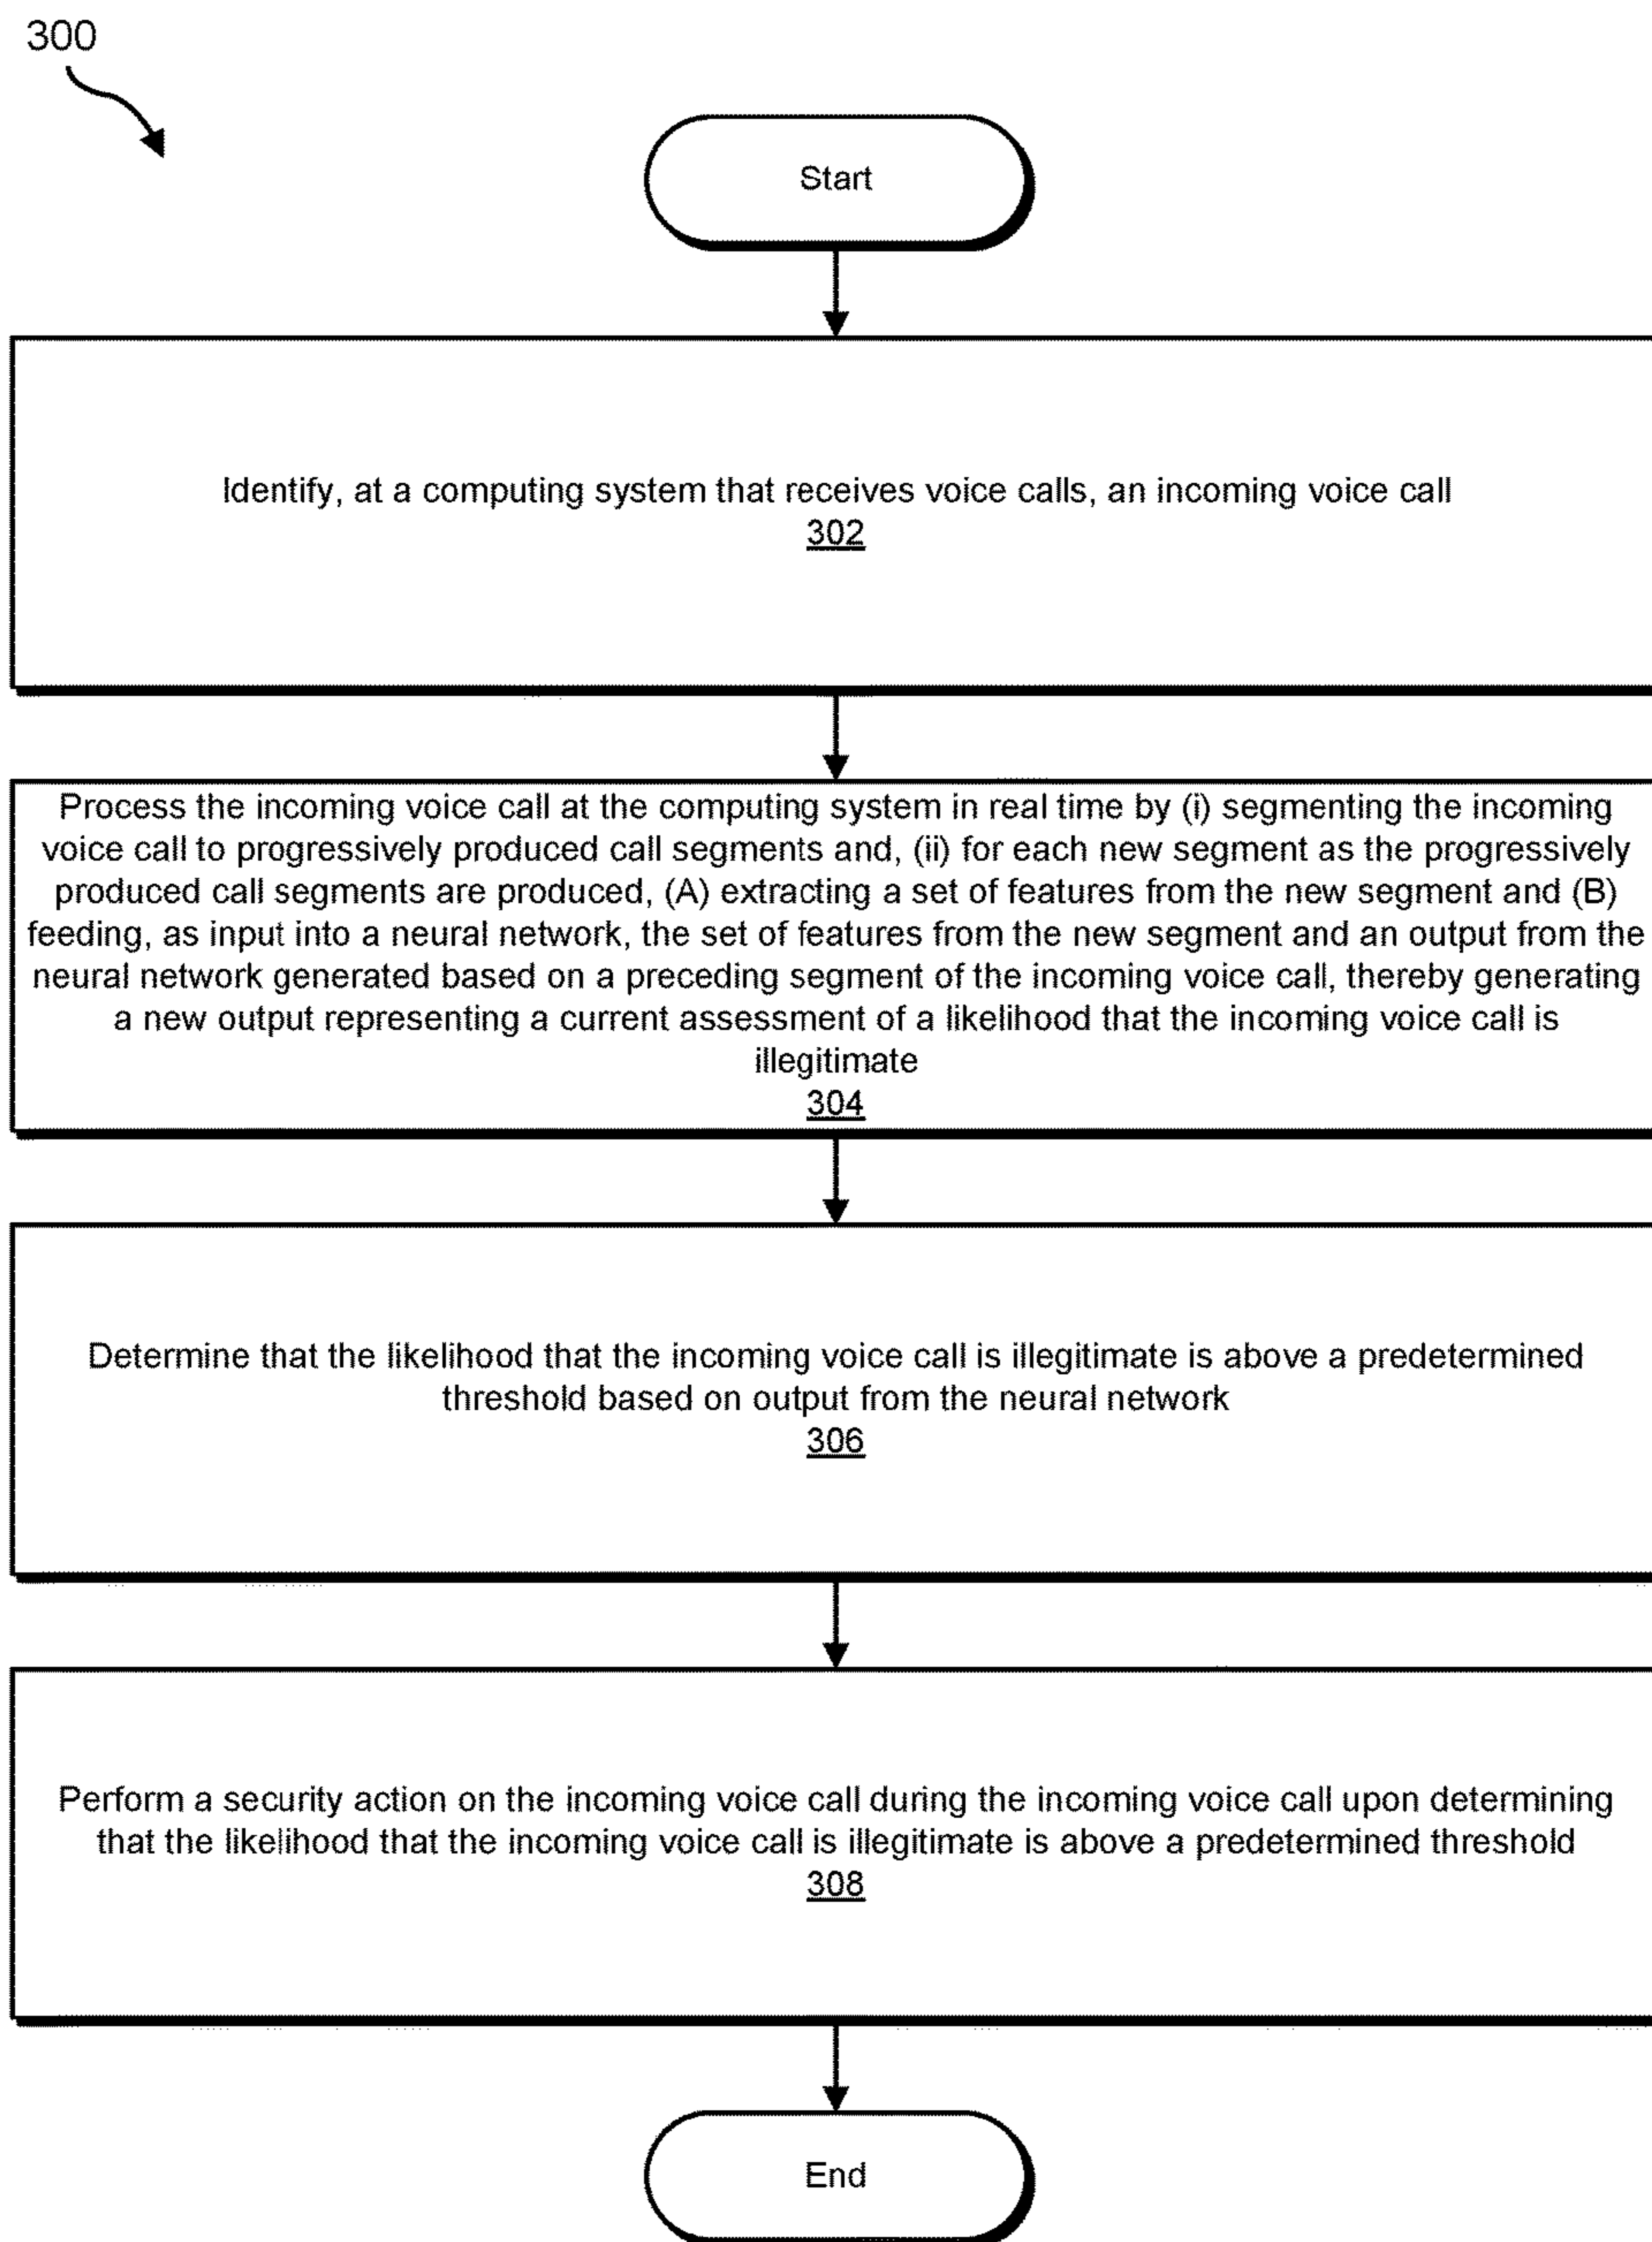 300
Start
Identify, at a computing system that receives voice calls, an incoming voice call
302
Process the incoming voice call at the computing system in real time by (i) segmenting the incoming
voice call to progressively produced call segments and, (ii) for each new segment as the progressively
produced call segments are produced, (A) extracting a set of features from the new segment and (B)
feeding, as input into a neural network, the set of features from the new segment and an output from the
neural network generated based on a preceding segment of the incoming voice call, thereby generating
a new output representing a current assessment of a likelihood that the incoming voice call is
illegitimate
304
Determine that the likelihood that the incoming voice call is illegitimate is above a predetermined
threshold based on output from the neural network
306
Perform a security action on the incoming voice call during the incoming voice call upon determining
that the likelihood that the incoming voice call is illegitimate is above a predetermined threshold
308
End